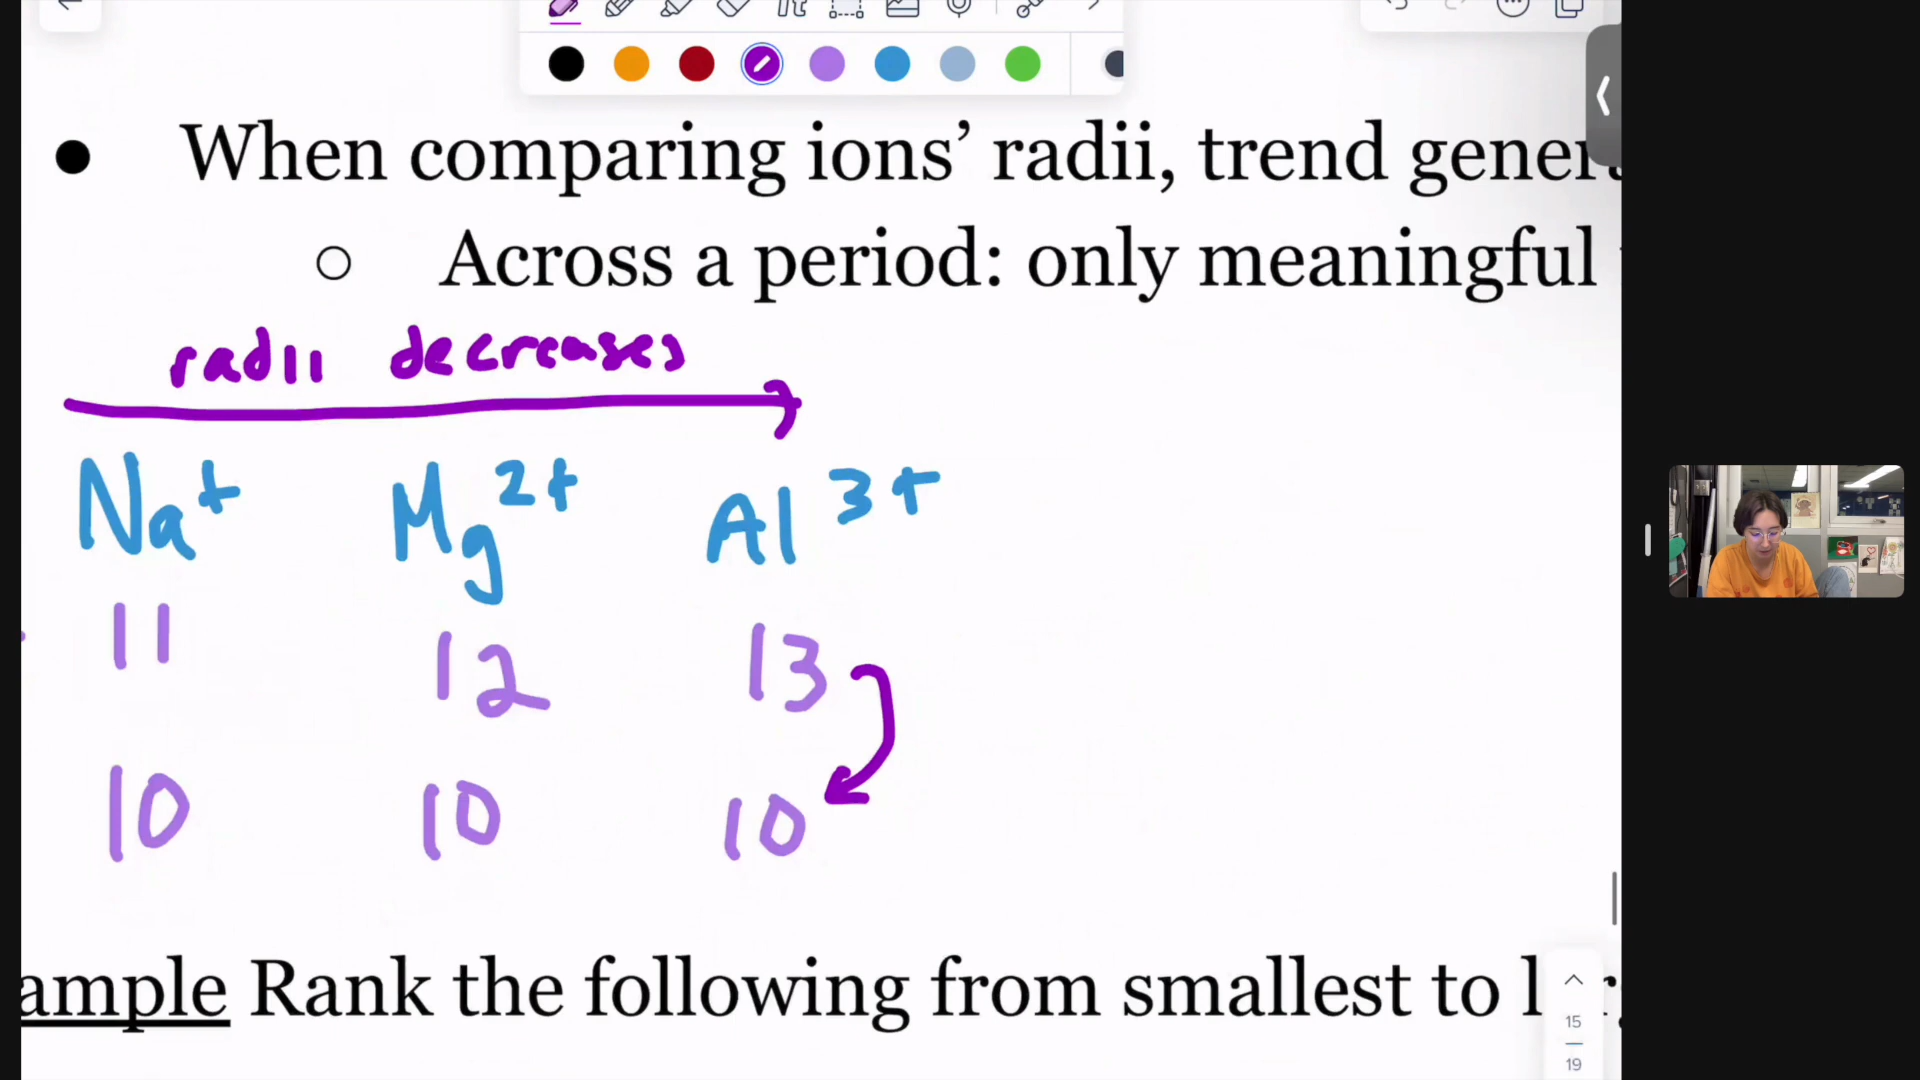 When comparing ions’ radii, trend gener
Across a period: only meaningful
radii decreases
Na+ Mg2+ Al3+
11 12 13
10 10 10
ample Rank the following from smallest to l
15
19